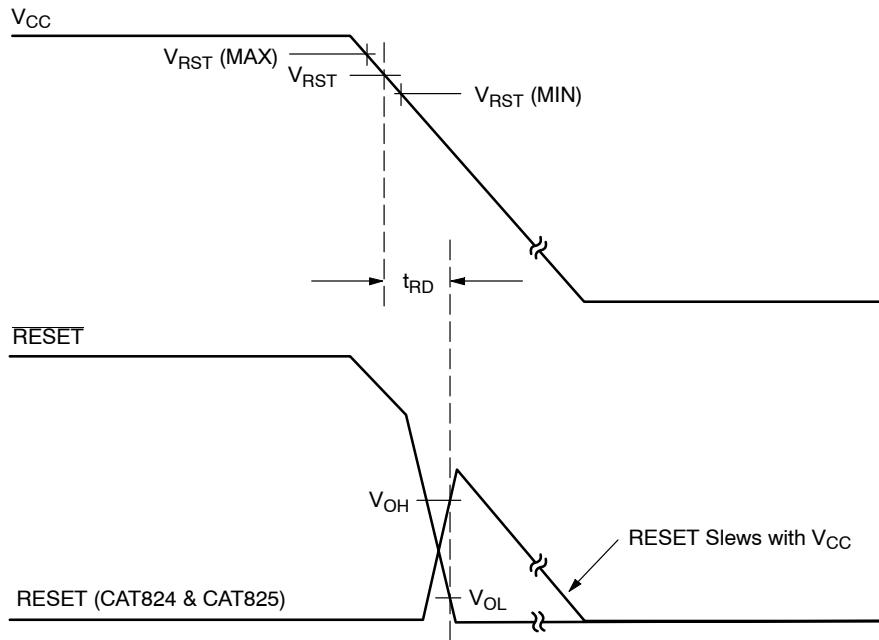 VCC
VRST (MAX)
VRST
VRST (MIN)
tRD
RESET
VOH
RESET Slews with VCC
RESET (CAT824 & CAT825)
VOL